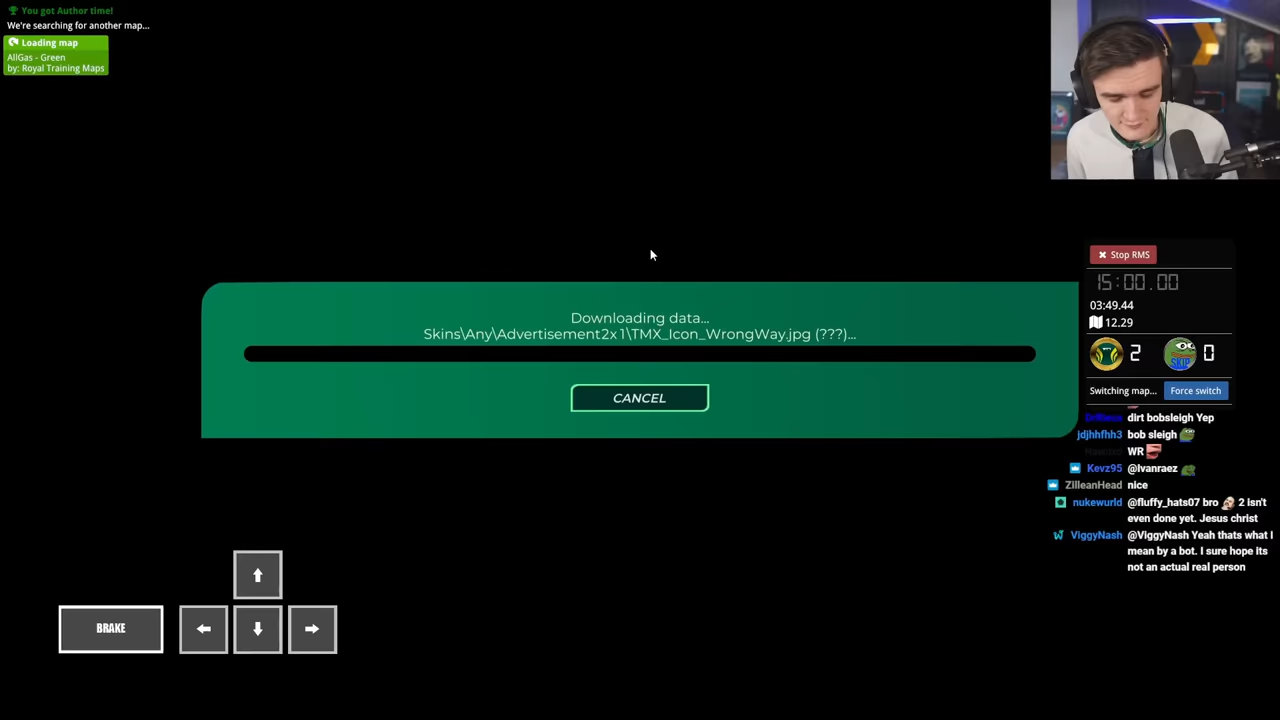 You got Author time!
We're searching for another map...
Loading map
AllGas - Green
by: Royal Training Maps
Downloading data...
Skins\Any\Advertisement2x1\TMX_Icon_WrongWay.jpg (???)...
CANCEL
Stop RMS
15:00.00
03:49.44
12.29
2
SKIP
0
Switching map...
Force switch
dirt bobsleigh Yep
jdjhhfhh3 bob sleigh
WR
Kevz95 @Ivanraez
ZilleanHead nice
nukewurld @fluffy_hats07 bro 2 isn't
even done yet. Jesus christ
ViggyNash @ViggyNash Yeah thats what I
mean by a bot. I sure hope its
not an actual real person
BRAKE